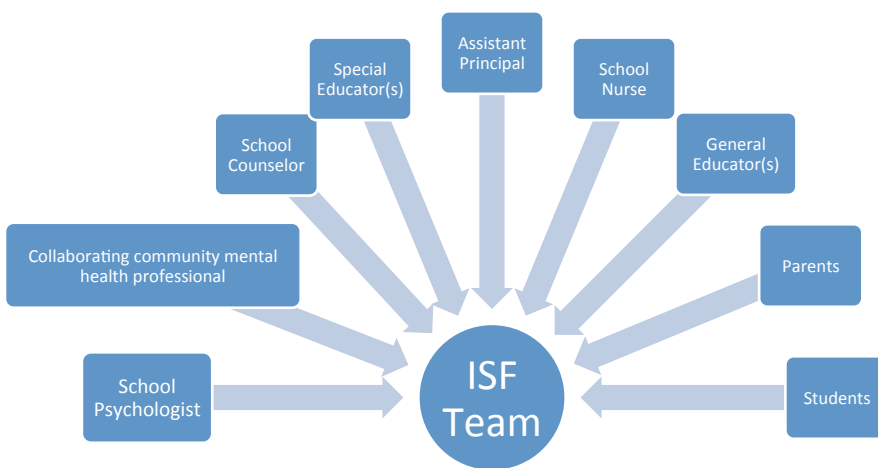 Assistant
Principal
Special
Educator(s)
School
Nurse
School
Counselor
General
Educator(s)
Collaborating community mental
health professional
Parents
School
Psychologist
ISF
Team
Students